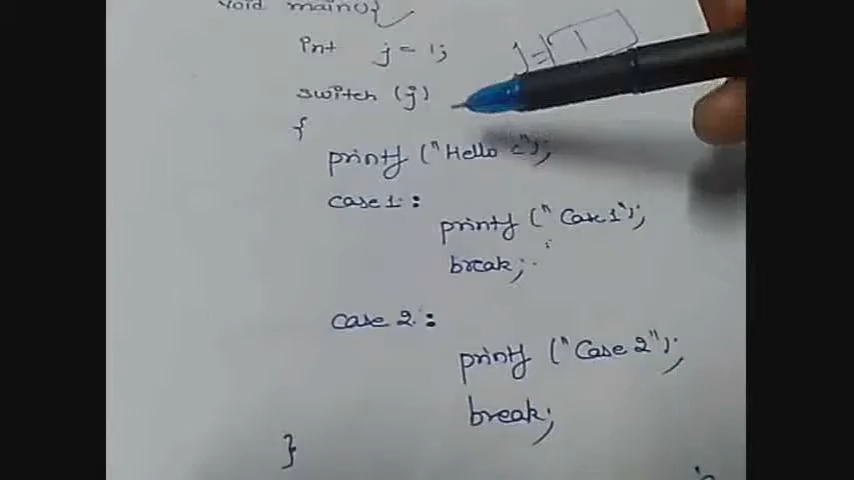 void main(){
int j = 1;
j= 1
switch (j)
{
printf ("Hello c");
case 1:
printf ("Case 1");
break;
case 2:
printf ("Case 2");
break;
}